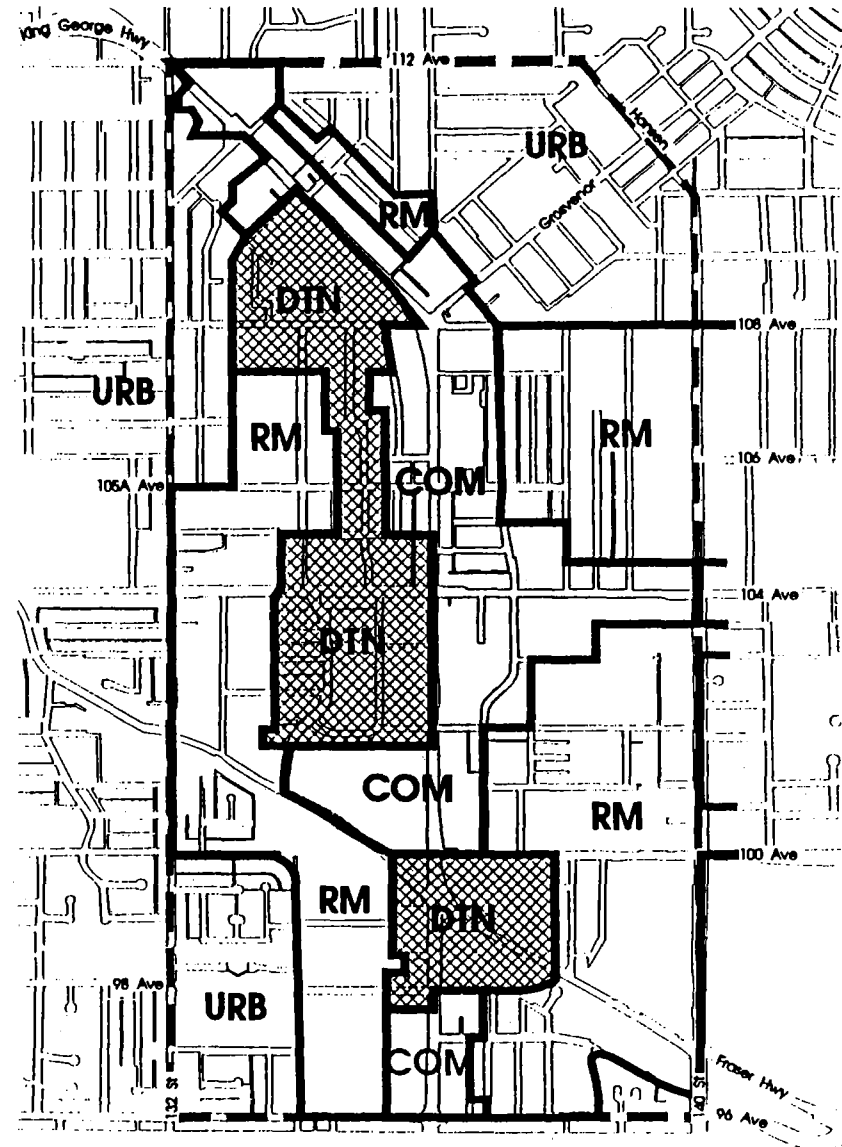 King George Hwy
112 Ave
Hansen
URB
Grosvenor
RM
DTN
108 Ave
URB
RM
RM
COM
106 Ave
105A Ave
104 Ave
DTN
COM
RM
100 Ave
RM
DTN
98 Ave
URB
COM
Fraser Hwy
132 St
140 St
96 Ave